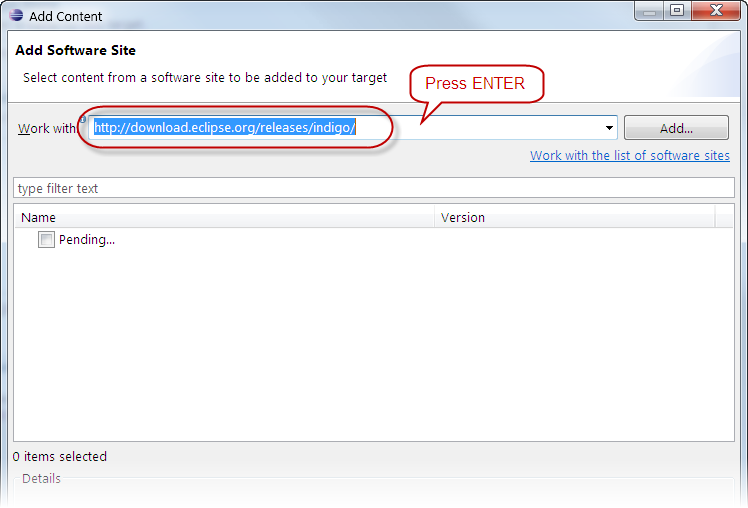 Add Content
Add Software Site
Select content from a software site to be added to your target
Press ENTER
Work with: http://download.eclipse.org/releases/indigo/ Add...
Work with the list of software sites
type filter text
Name Version
Pending...
0 items selected
Details